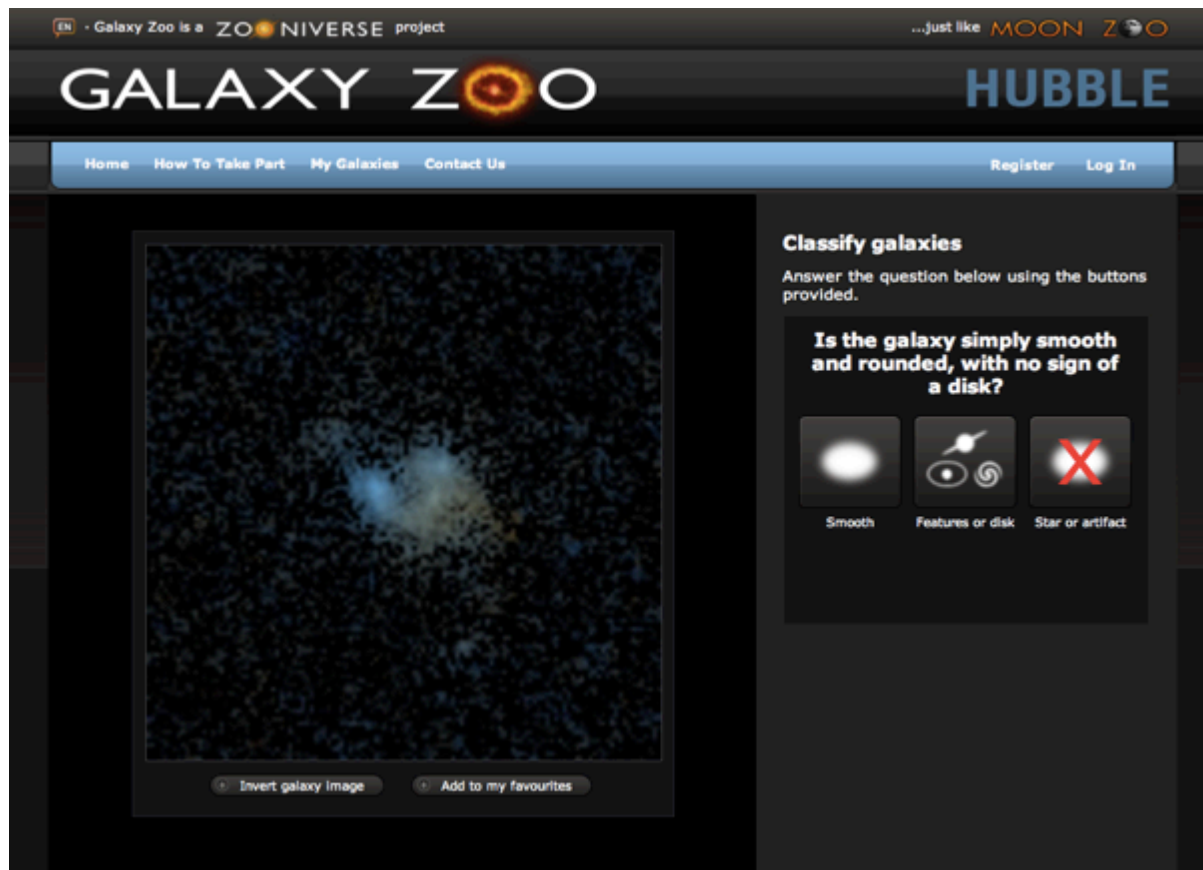 EN - Galaxy Zoo is a ZOONIVERSE project
...just like MOON ZOO
GALAXY ZOO
HUBBLE
Home How To Take Part My Galaxies Contact Us
Register Log In
Classify galaxies
Answer the question below using the buttons
provided.
Is the galaxy simply smooth
and rounded, with no sign of
a disk?
Smooth
Features or disk
Star or artifact
Invert galaxy image
Add to my favourites